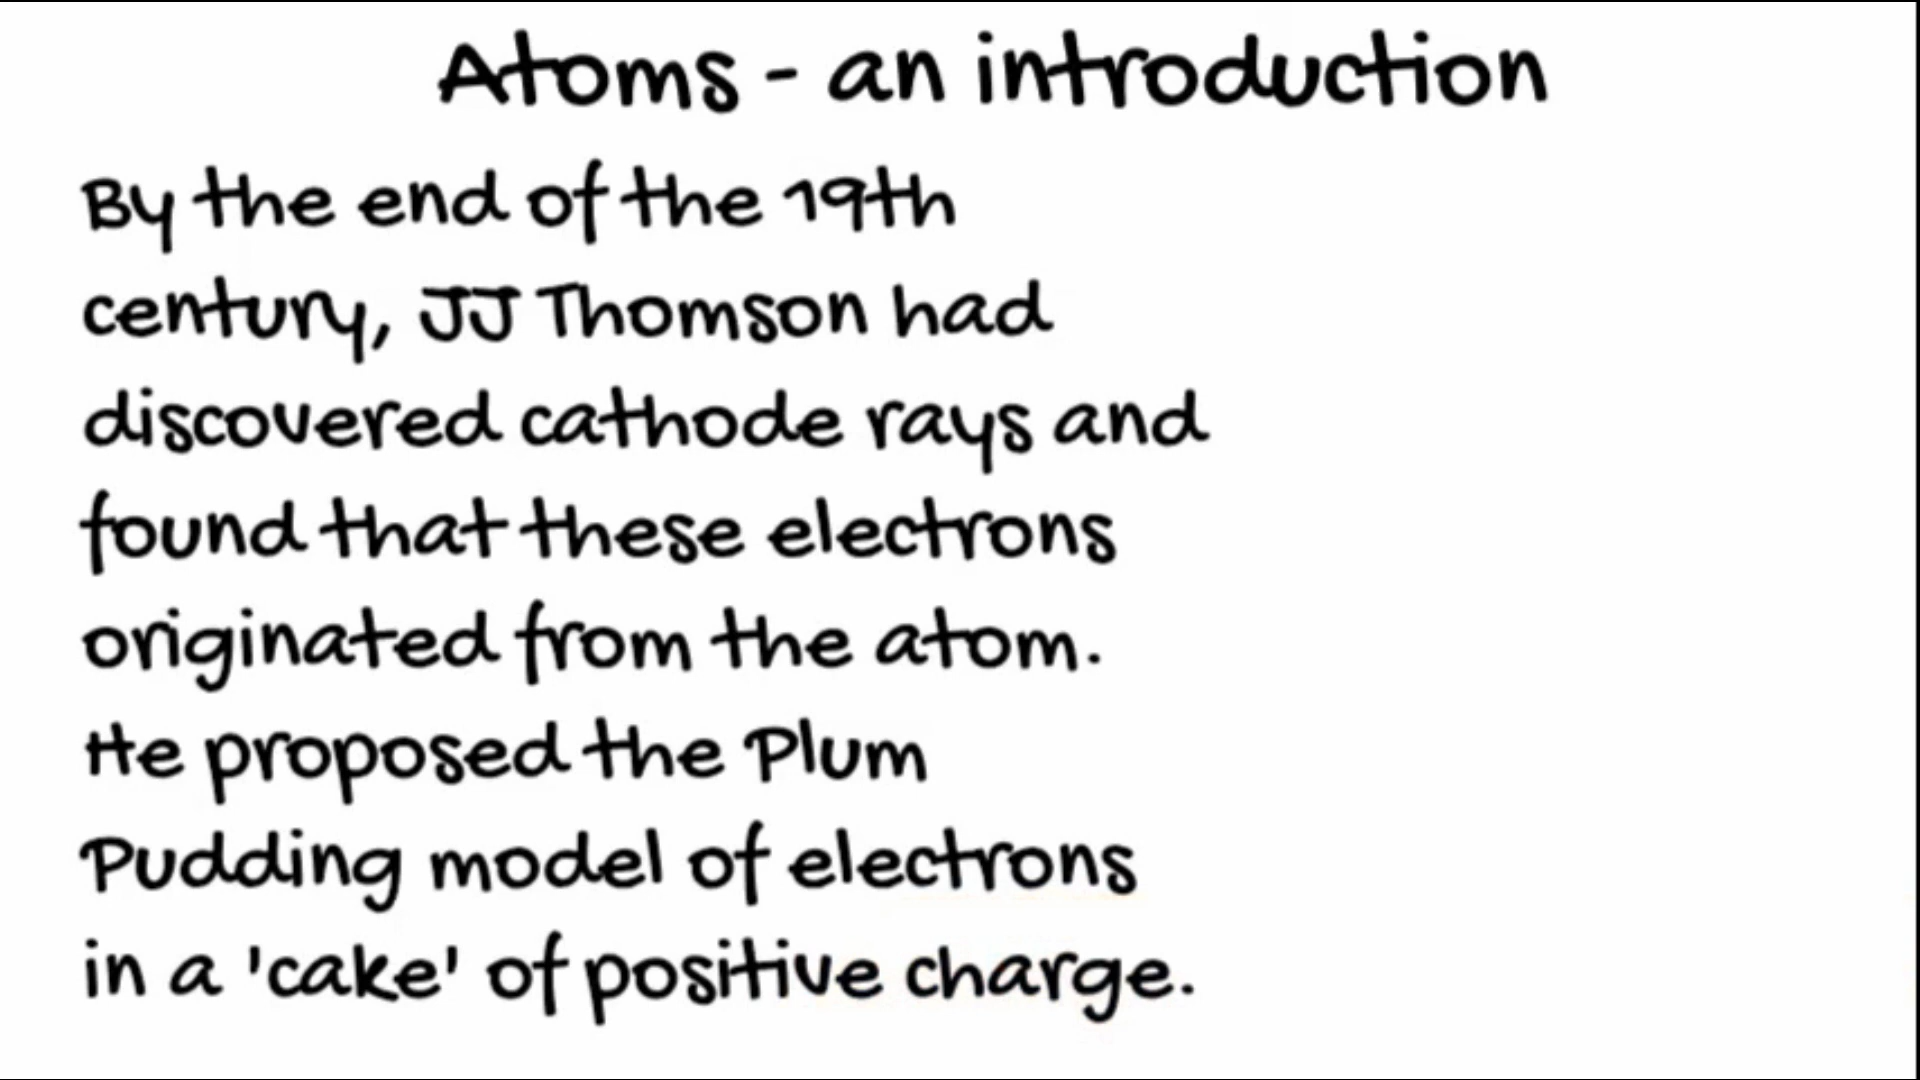 Atoms - an introduction
By the end of the 19th
century, JJ Thomson had
discovered cathode rays and
found that these electrons
originated from the atom.
He proposed the Plum
Pudding model of electrons
in a 'cake' of positive charge.